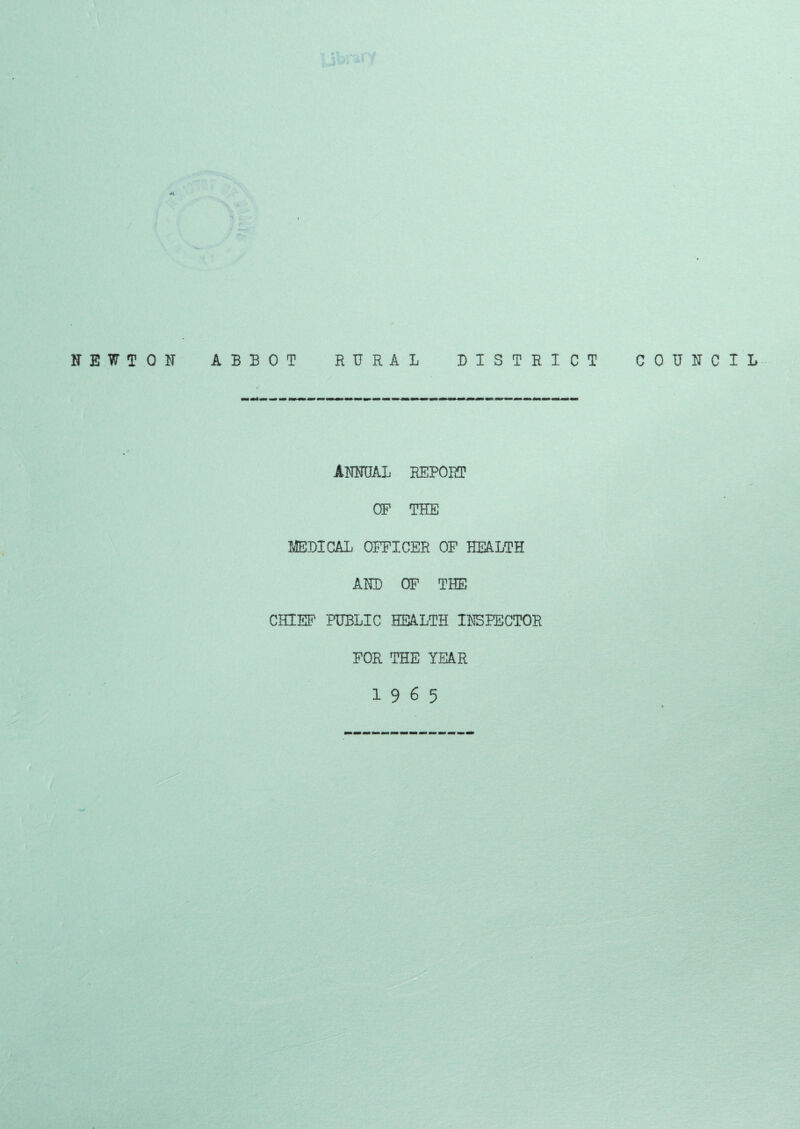 Library
NEWTON ABBOT RURAL DISTRICT COUNCIL
ANNUAL REPORT
OF THE
MEDICAL OFFICER OF HEALTH
AND OF THE
CHIEF PUBLIC HEALTH INSPECTOR
FOR THE YEAR
1965